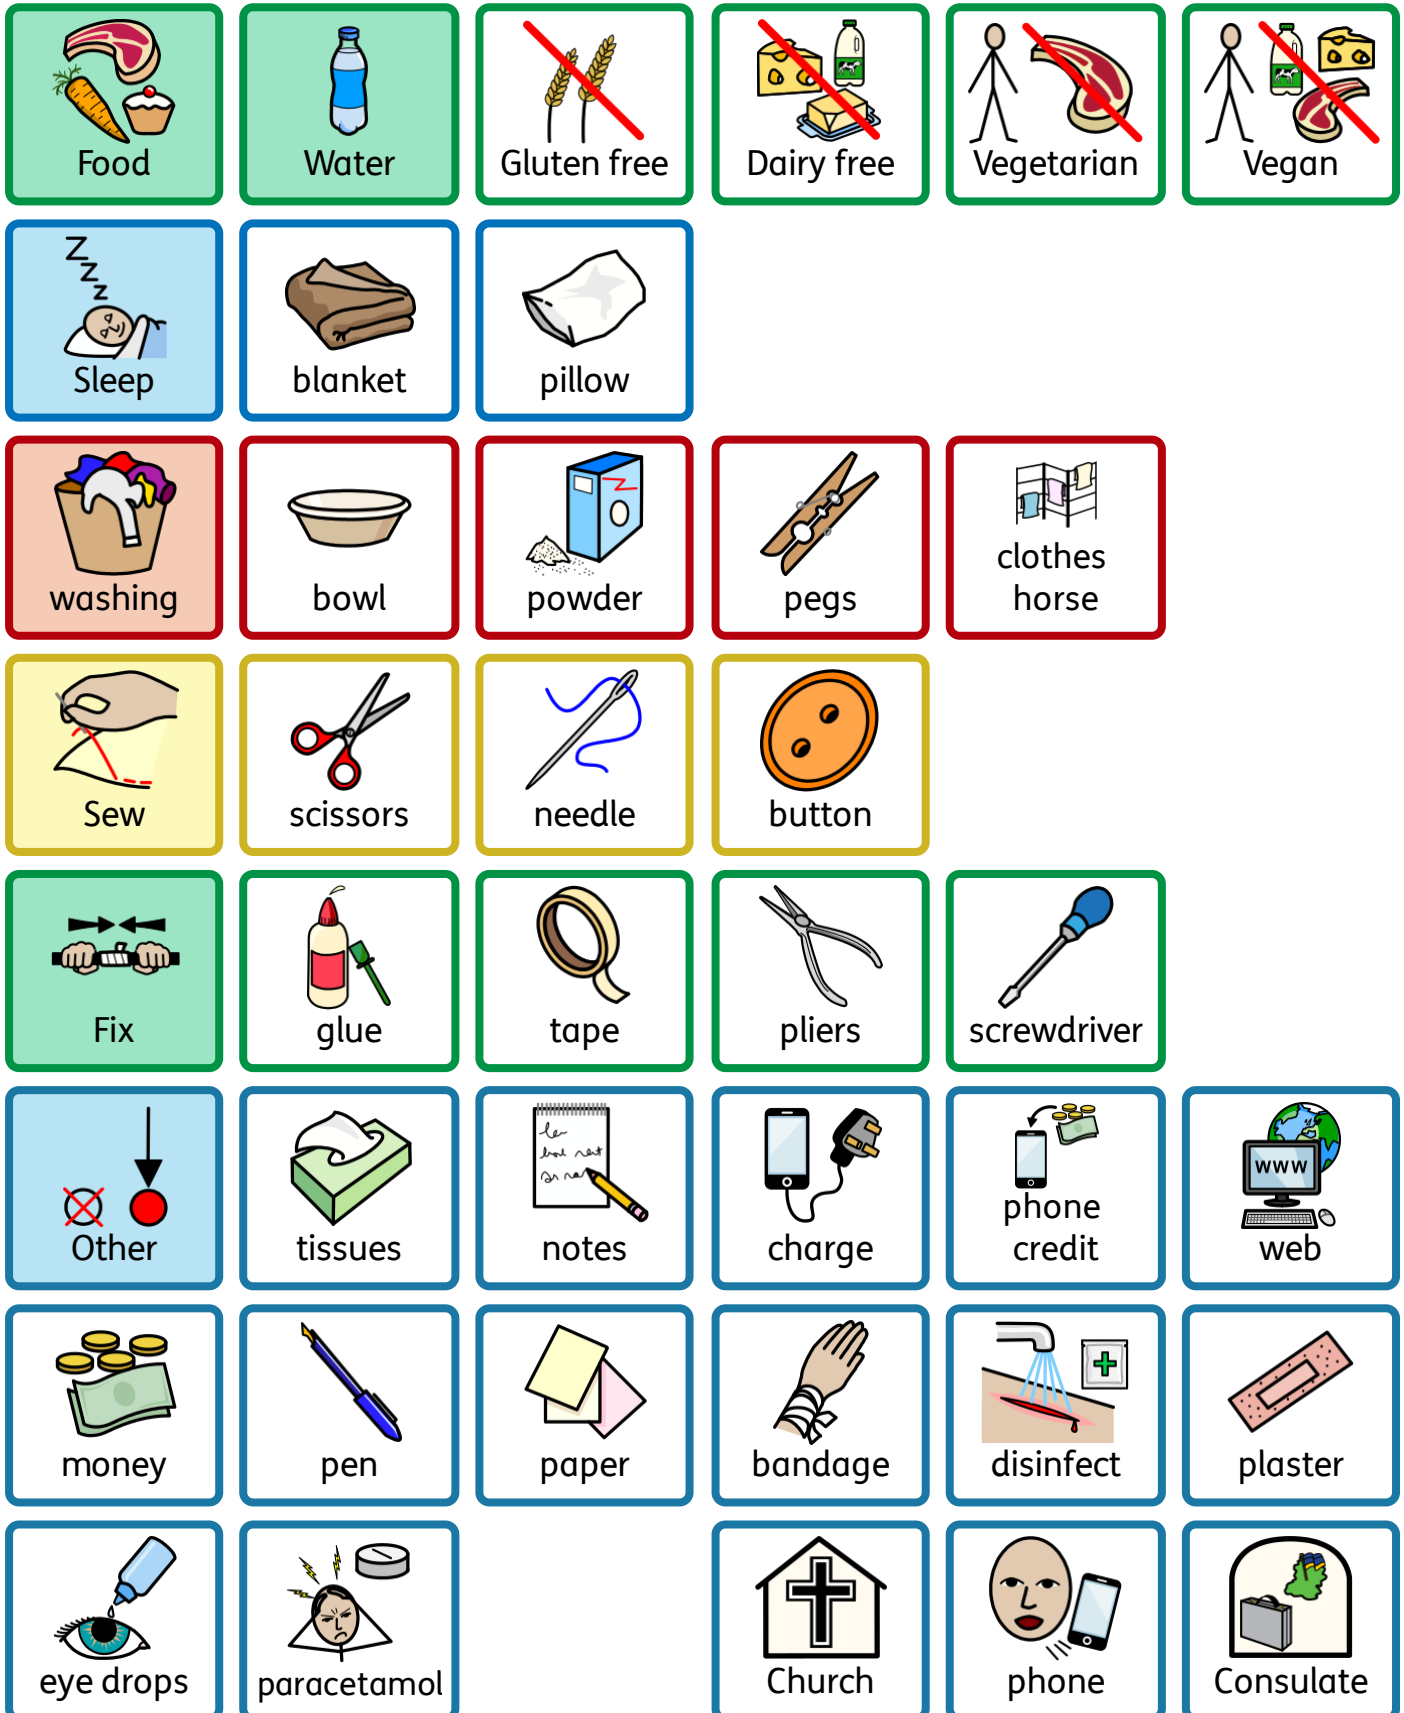 Food
Water
Gluten free
Dairy free
Vegetarian
Vegan
Sleep
blanket
pillow
washing
bowl
powder
pegs
clothes
horse
Sew
scissors
needle
button
Fix
glue
tape
pliers
screwdriver
Other
tissues
notes
charge
phone
credit
www
web
money
pen
paper
bandage
disinfect
plaster
eye drops
paracetamol
Church
phone
Consulate